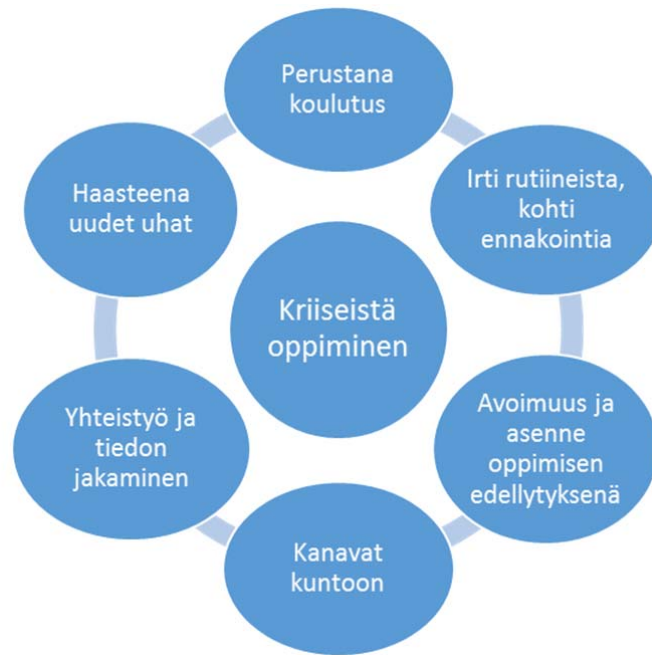 Perustana
koulutus
Irti rutiineista,
kohti
ennakointia
Avoimuus ja
asenne
oppimisen
edellytyksenä
Kanavat
kuntoon
Yhteistyö ja
tiedon
jakaminen
Haasteena
uudet uhat
Kriiseistä
oppiminen